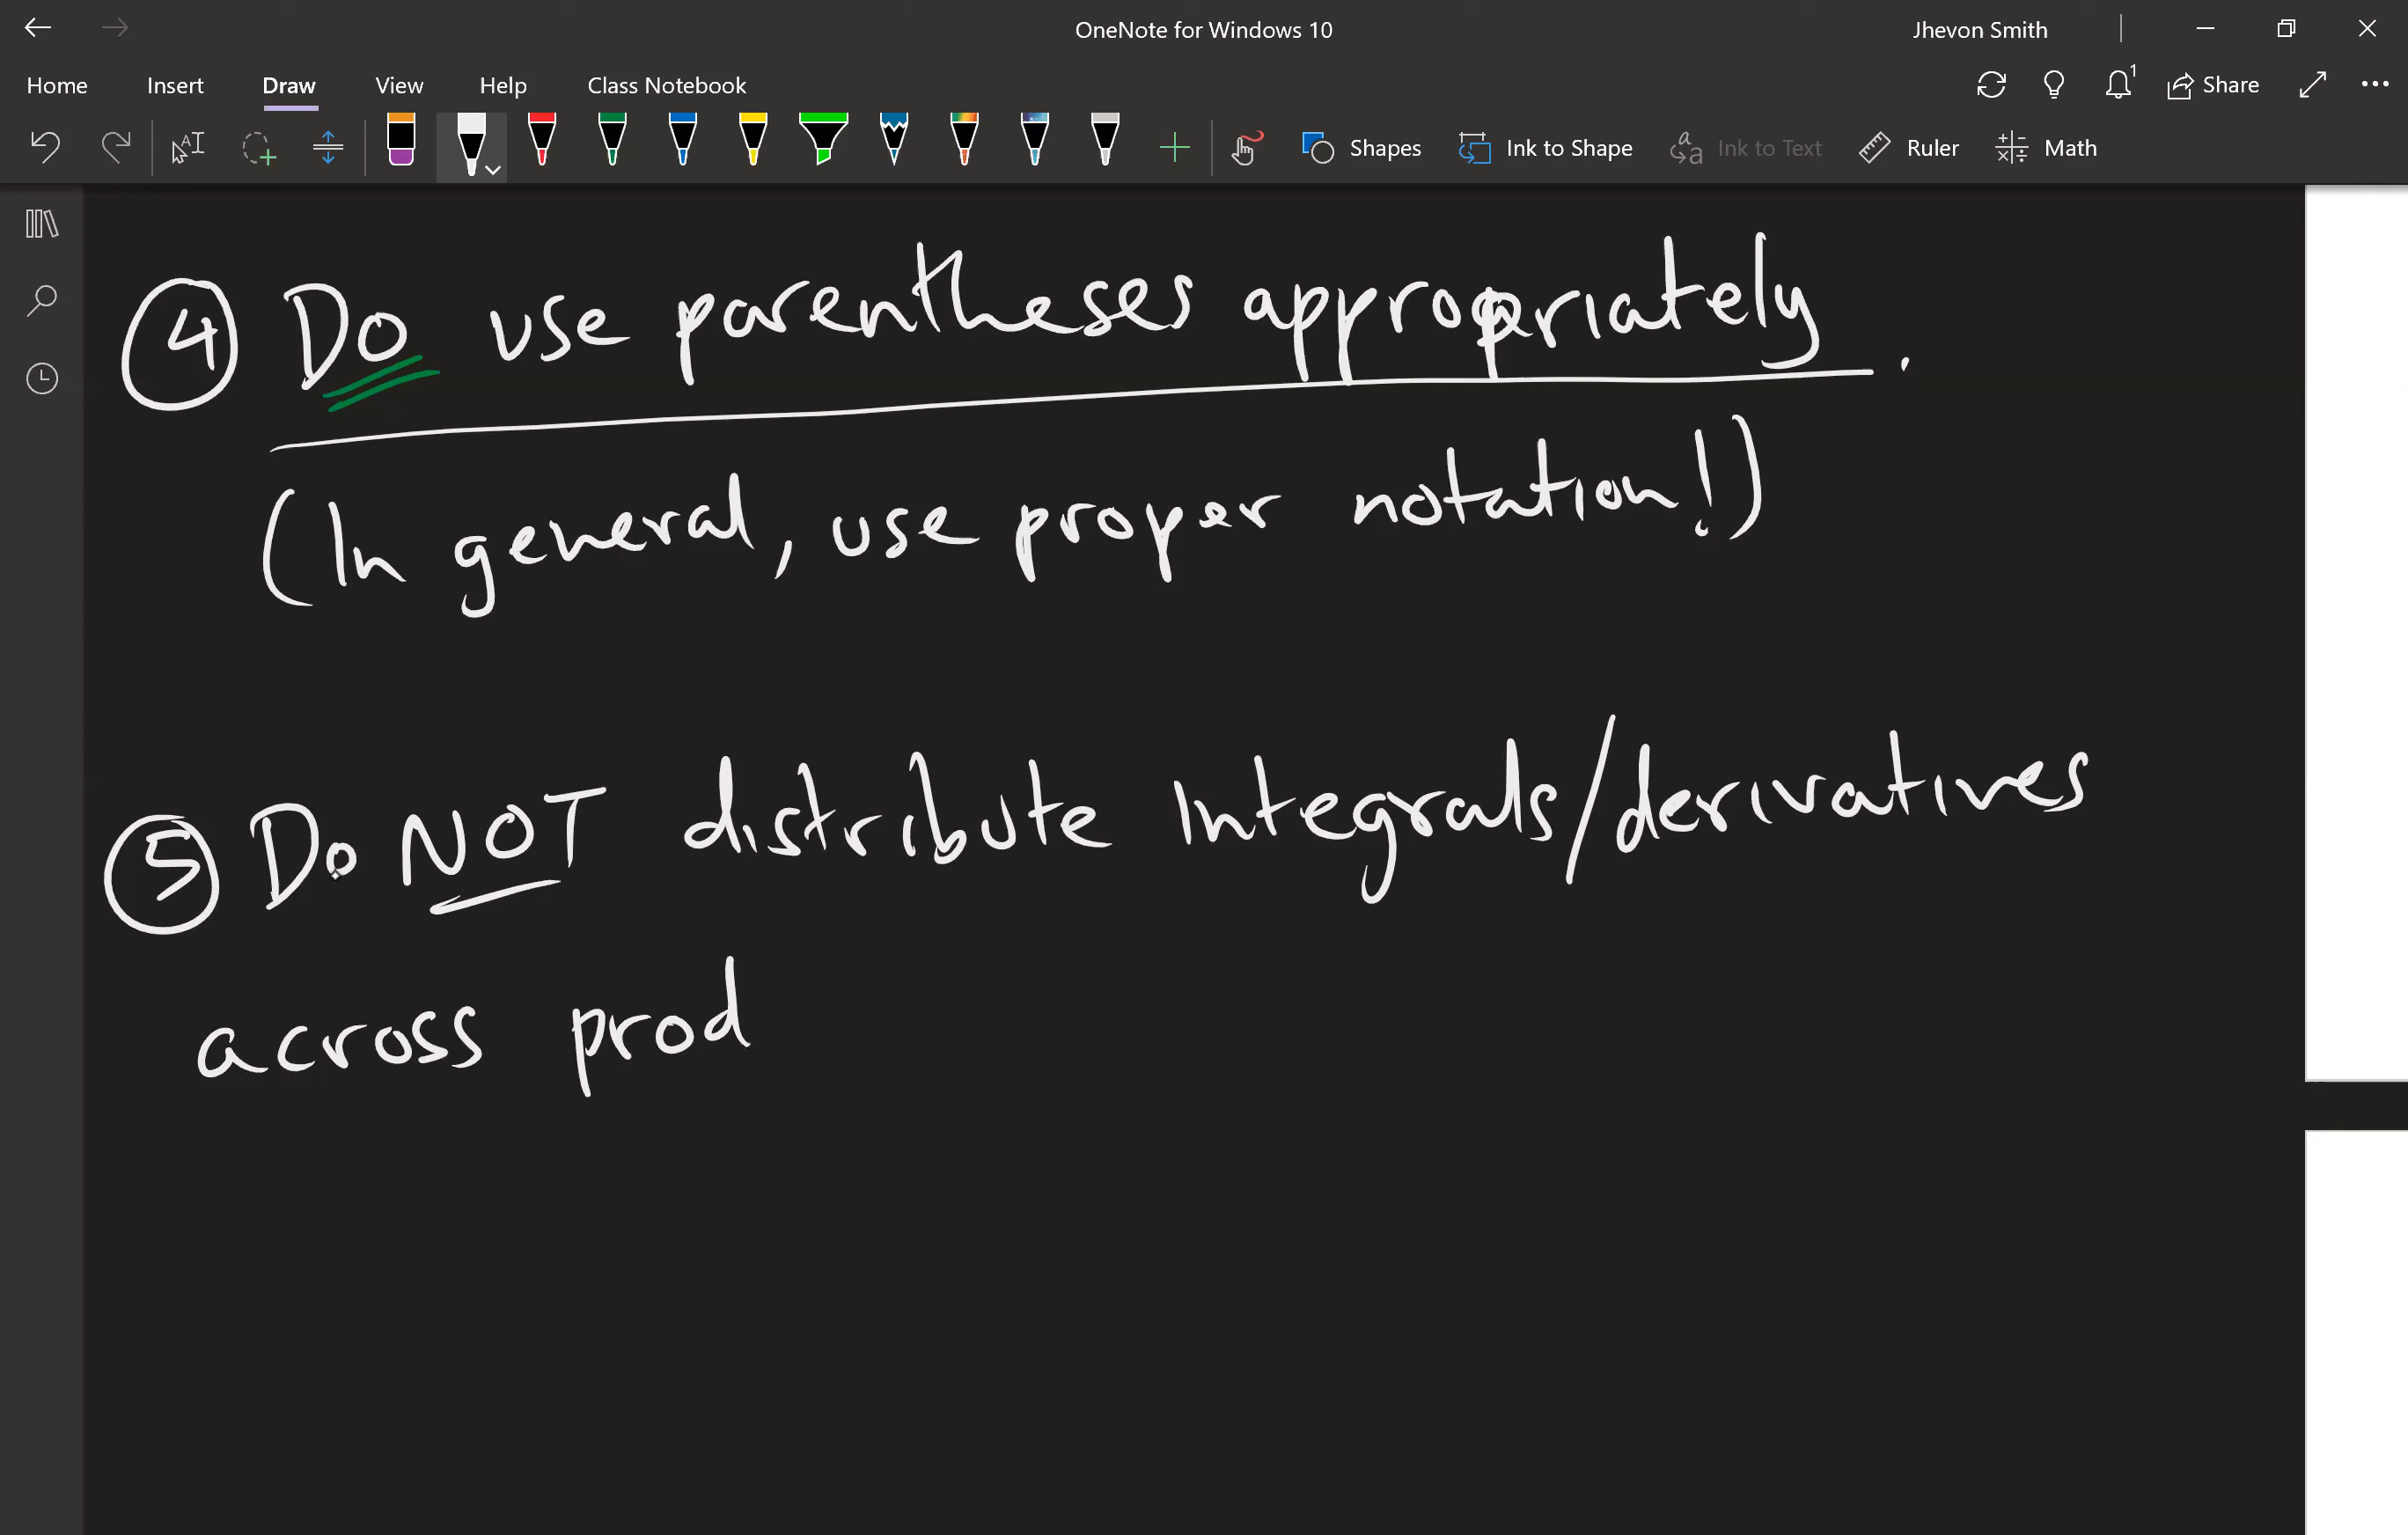 OneNote for Windows 10
Jhevon Smith
Home Insert Draw View Help Class Notebook
1
Share
Shapes Ink to Shape Ink to Text Ruler Math
④ Do use parentheses appropriately.
(In general, use proper notation!)
⑤ Do NOT distribute Integrals/derivatives
across prod